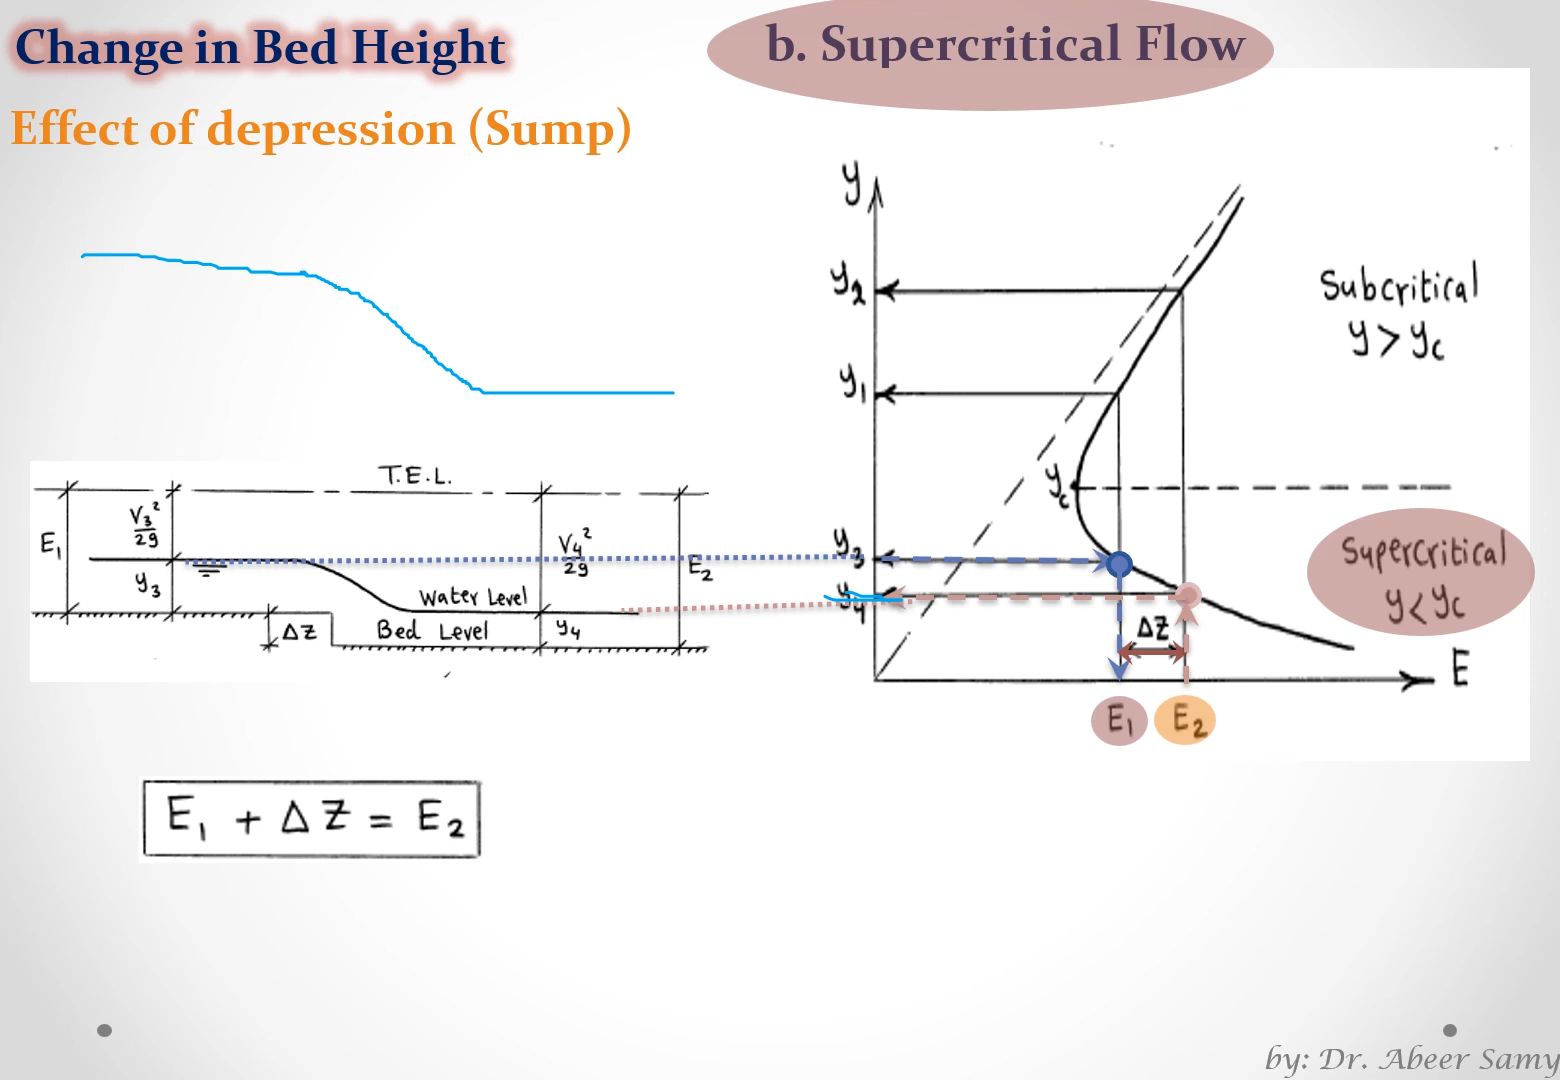 Change in Bed Height
b. Supercritical Flow
Effect of depression (Sump)
y
y₂
Subcritical
y > y_c
y₁
T.E.L.
y_c
V₃²/2g
E₁
y₃
V₄²/2g
E₂
y₃
Supercritical
y < y_c
Water Level
y₄
ΔZ
Bed Level
y₄
ΔZ
E
E₁ E₂
E₁ + ΔZ = E₂
by: Dr. Abeer Samy